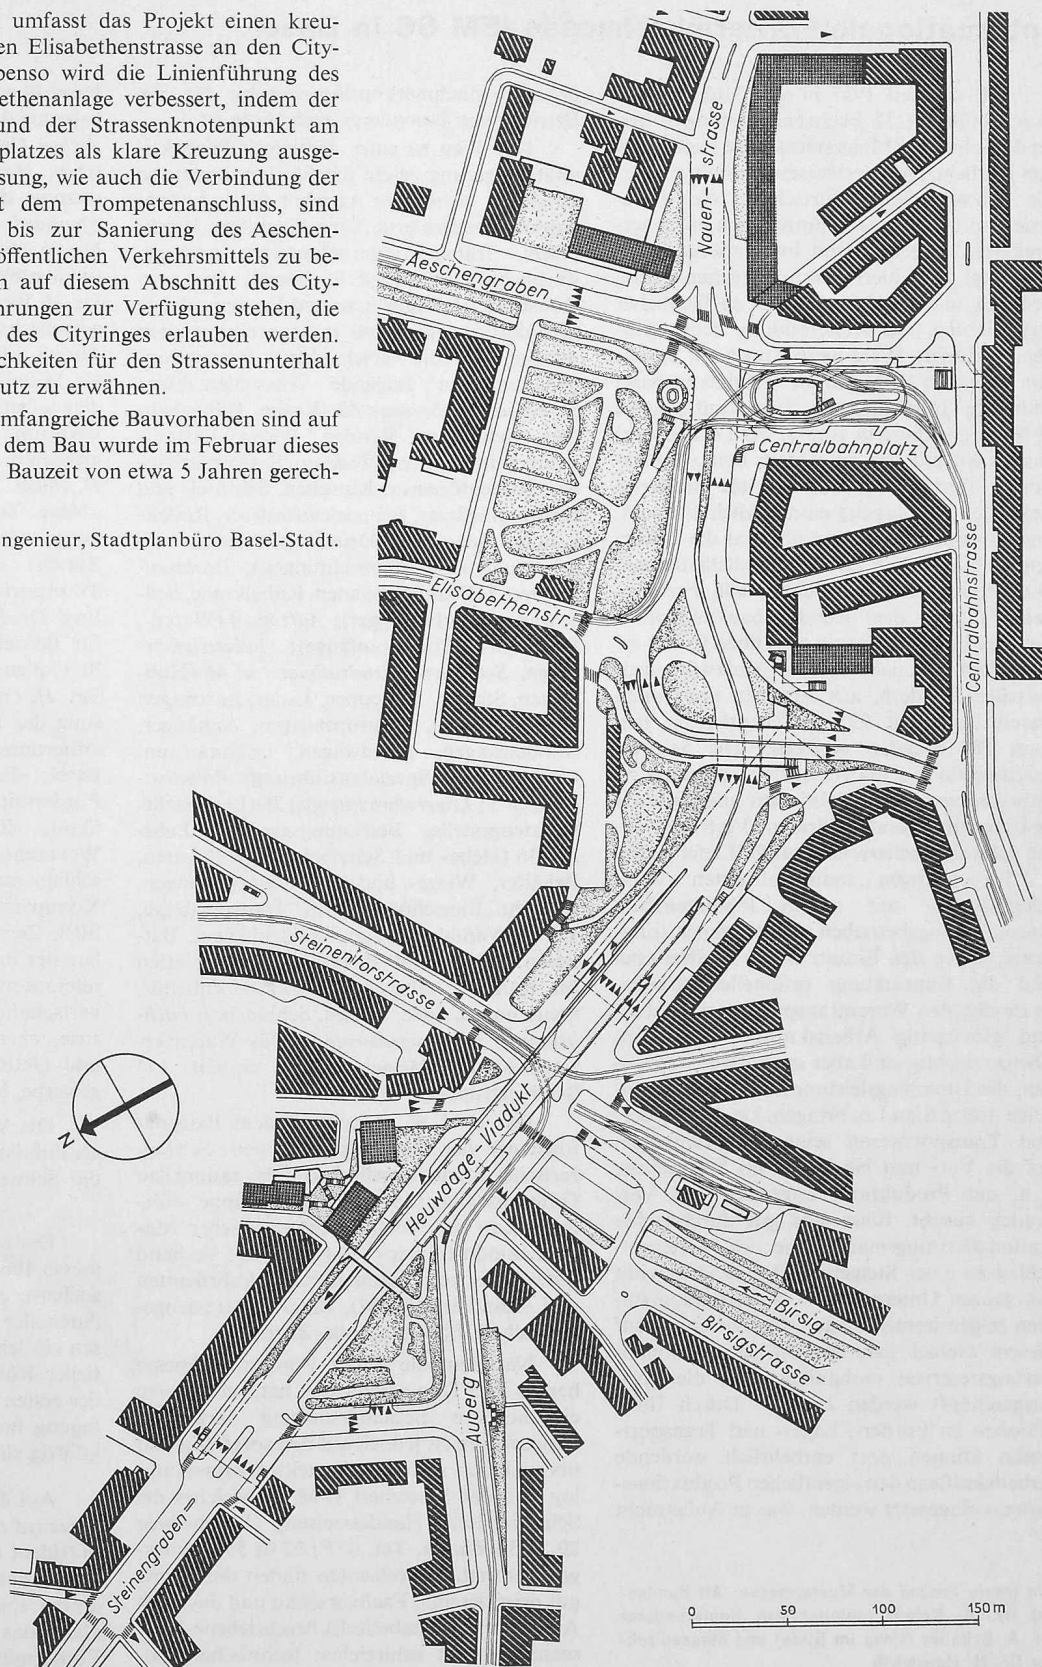 umfasst das Projekt einen kreu-
en Elisabethenstrasse an den City-
benso wird die Linienführung des
ethenanlage verbessert, indem der
und der Strassenknotenpunkt am
platzes als klare Kreuzung ausge-
sung, wie auch die Verbindung der
t dem Trompetenanschluss, sind
bis zur Sanierung des Aeschen-
öffentlichen Verkehrsmittels zu be-
n auf diesem Abschnitt des City-
hrungen zur Verfügung stehen, die
des Cityringes erlauben werden.
chkeiten für den Strassenunterhalt
utz zu erwähnen.
mfangreiche Bauvorhaben sind auf
dem Bau wurde im Februar dieses
Bauzeit von etwa 5 Jahren gerech-
ngenieur, Stadtplanbüro Basel-Stadt.
Nauen-strasse
Aeschengraben
Centralbahnplatz
Centralbahnstrasse
Elisabethenstr.
Steinentorstrasse
N
Heuwaage-Viadukt
Birsig
Birsigstrasse-
Auberg
Steinengraben
0 50 100 150 m